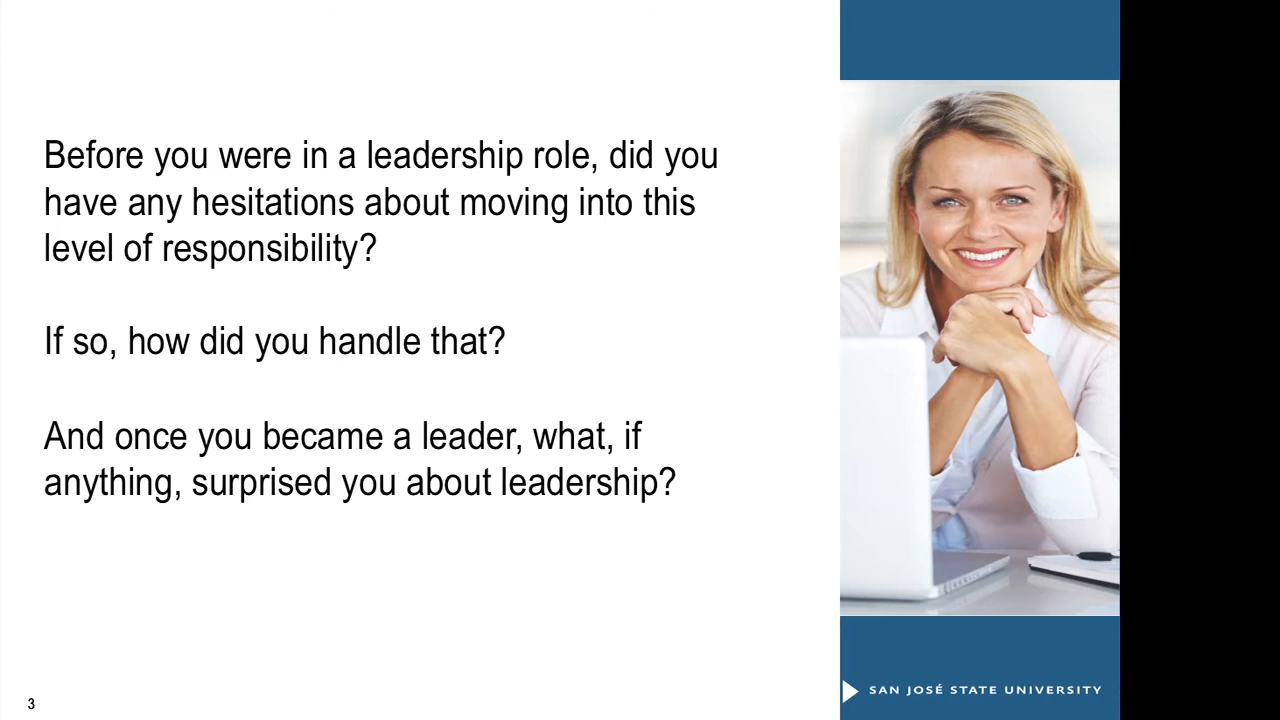 Before you were in a leadership role, did you
have any hesitations about moving into this
level of responsibility?
If so, how did you handle that?
And once you became a leader, what, if
anything, surprised you about leadership?
SAN JOSÉ STATE UNIVERSITY
3